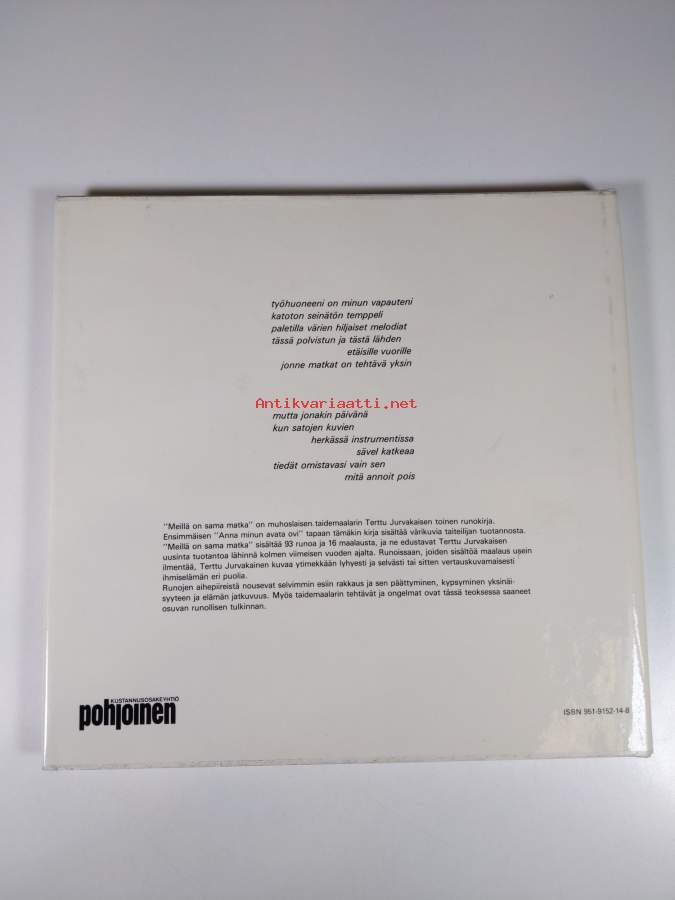 työhuoneeni on minun vapauteni
katoton seinätön temppeli
paletilla värien hiljaiset melodiat
tässä polvistun ja tästä lähden
etäisille vuorille
jonne matkat on tehtävä yksin
Antikvariaatti.net
mutta jonakin päivänä
kun satojen kuvien
herkässä instrumentissa
sävel katkeaa
tiedät omistavasi vain sen
mitä annoit pois
"Meillä on sama matka" on muhoslaisen taidemaalarin Terttu Jurvakaisen toinen runokirja.
Ensimmäisen "Anna minun avata ovi" tapaan tämäkin kirja sisältää värikuvia taiteilijan tuotannosta.
"Meillä on sama matka" sisältää 93 runoa ja 16 maalausta, ja ne edustavat Terttu Jurvakaisen
uusinta tuotantoa lähinnä kolmen viimeisen vuoden ajalta. Runoissaan, joiden sisältöä maalaus usein
ilmentää, Terttu Jurvakainen kuvaa ytimekkään lyhyesti ja selvästi tai sitten vertauskuvamaisesti
ihmiselämän eri puolia.
Runojen aihepiireistä nousevat selvimmin esiin rakkaus ja sen päättyminen, kypsyminen yksinäi-
syyteen ja elämän jatkuvuus. Myös taidemaalarin tehtävät ja ongelmat ovat tässä teoksessa saaneet
osuvan runollisen tulkinnan.
KUSTANNUSOSAKEYHTIÖ
pohjoinen
ISBN 951-9152-14-8